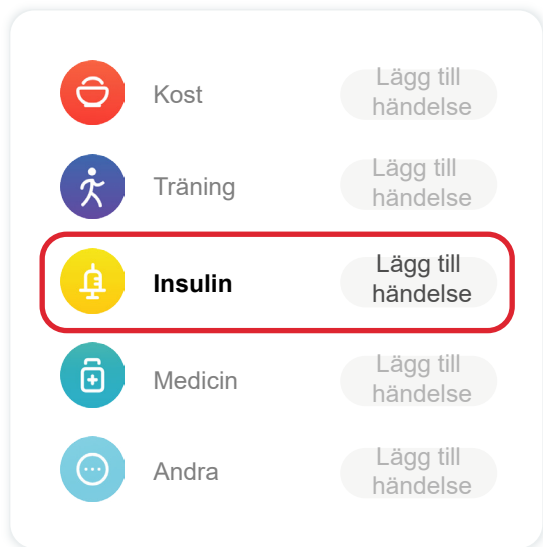 Kost
Lägg till
händelse
Träning
Lägg till
händelse
Insulin
Lägg till
händelse
Medicin
Lägg till
händelse
Andra
Lägg till
händelse